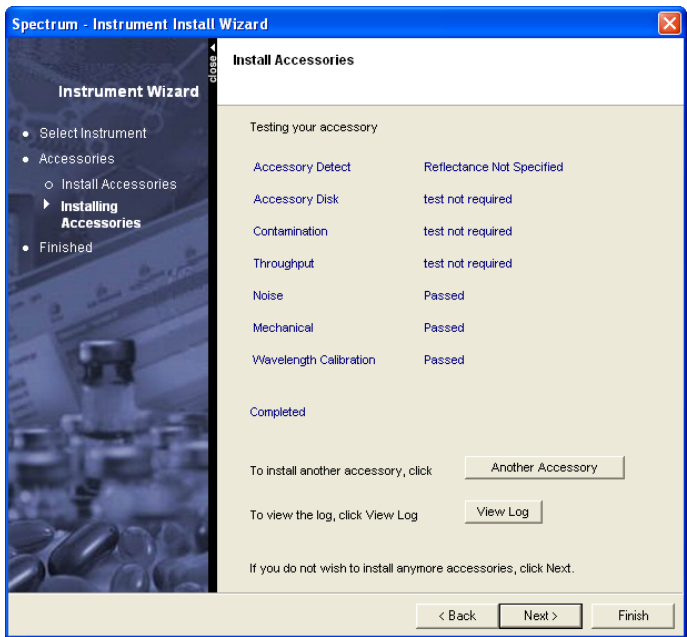 Spectrum - Instrument Install Wizard
close
Instrument Wizard
Select Instrument
Accessories
Install Accessories
Installing
Accessories
Finished
Install Accessories
Testing your accessory
Accessory Detect Reflectance Not Specified
Accessory Disk test not required
Contamination test not required
Throughput test not required
Noise Passed
Mechanical Passed
Wavelength Calibration Passed
Completed
To install another accessory, click Another Accessory
To view the log, click View Log View Log
If you do not wish to install anymore accessories, click Next.
< Back Next > Finish